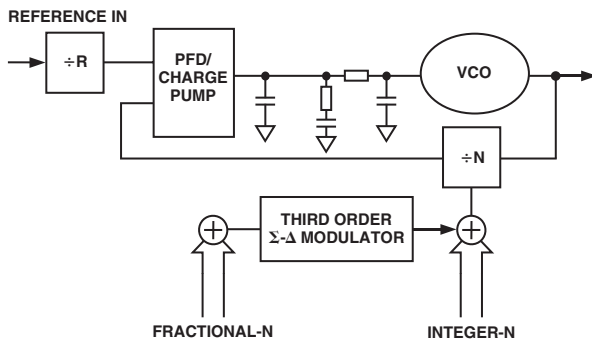 REFERENCE IN
÷R
PFD/
CHARGE
PUMP
VCO
÷N
THIRD ORDER
Σ-Δ MODULATOR
FRACTIONAL-N
INTEGER-N